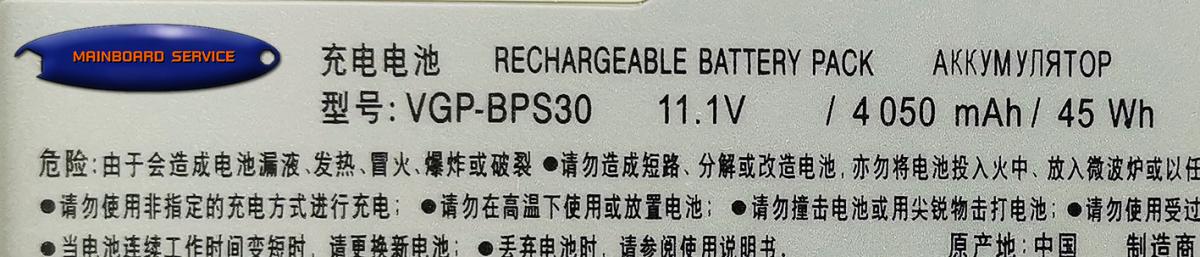 MAINBOARD SERVICE
充电电池 RECHARGEABLE BATTERY PACK АККУМУЛЯТОР
型号: VGP-BPS30 11.1V / 4 050 mAh / 45 Wh
危险:由于会造成电池漏液、发热、冒火、爆炸或破裂 ●请勿造成短路、分解或改造电池,亦勿将电池投入火中、放入微波炉或以任
●请勿使用非指定的充电方式进行充电; ●请勿在高温下使用或放置电池; ●请勿撞击电池或用尖锐物击打电池; ●请勿使用受过
●当电池连续工作时间变短时,请更换新电池; ●丢弃电池时,请参阅使用说明书. 原产地:中国 制造商